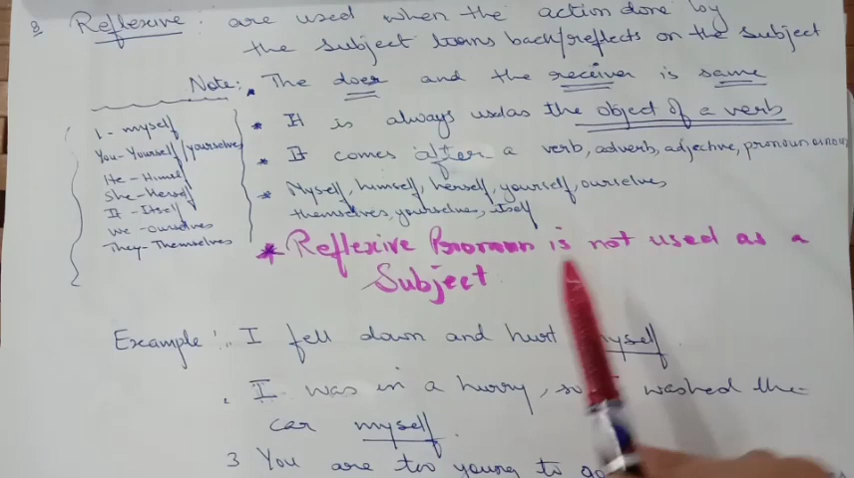 8 Reflexive : are used when the action done by
the subject turns back/reflects on the subject
Note: • The doer and the receiver is same
* It is always used as the object of a verb
* It comes after a verb, adverb, adjective, pronoun or noun
* Myself, himself, herself, yourself, ourselves
themselves, yourselves, itself
I - myself
You - Yourself/yourselves
He - Himself
She - Herself
It - Itself
We - ourselves
They - Themselves
* Reflexive Pronoun is not used as a
Subject
Example : . I fell down and hurt myself
. I was in a hurry, so I washed the
car myself.
3 You are too young to go